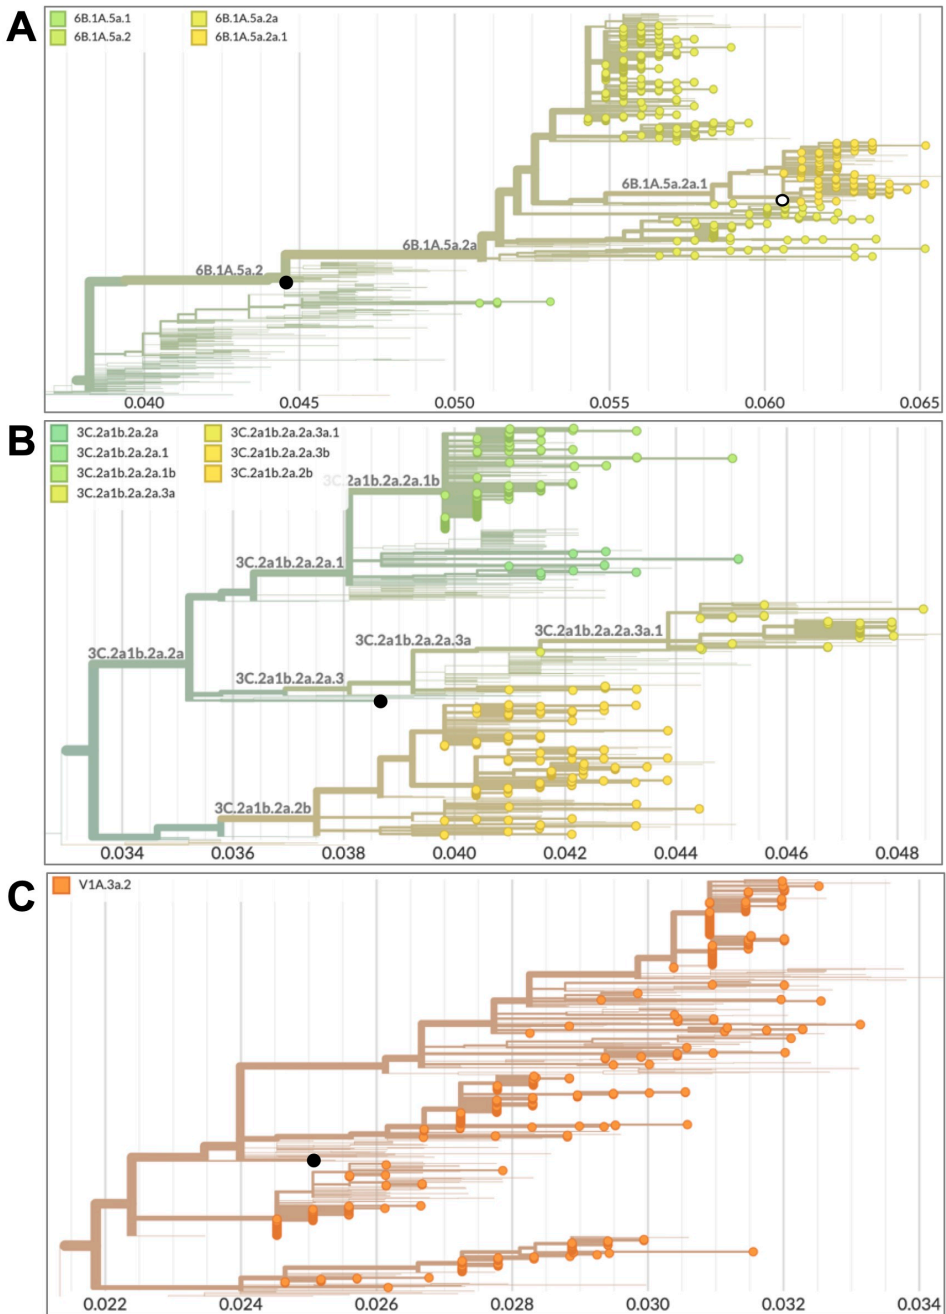 A
6B.1A.5a.1
6B.1A.5a.2a
6B.1A.5a.2
6B.1A.5a.2a.1
6B.1A.5a.2a.1
6B.1A.5a.2a
6B.1A.5a.2
0.040
0.045
0.050
0.055
0.060
0.065
B
3C.2a1b.2a.2a
3C.2a1b.2a.2a.3a.1
3C.2a1b.2a.2a.1
3C.2a1b.2a.2a.3b
3C.2a1b.2a.2a.1b
3C.2a1b.2a.2b
3C.2a1b.2a.2a.3a
3C.2a1b.2a.2a.1b
3C.2a1b.2a.2a.1
3C.2a1b.2a.2a.3a.1
3C.2a1b.2a.2a.3a
3C.2a1b.2a.2a
3C.2a1b.2a.2a.3
3C.2a1b.2a.2b
0.034
0.036
0.038
0.040
0.042
0.044
0.046
0.048
C
V1A.3a.2
0.022
0.024
0.026
0.028
0.030
0.032
0.034